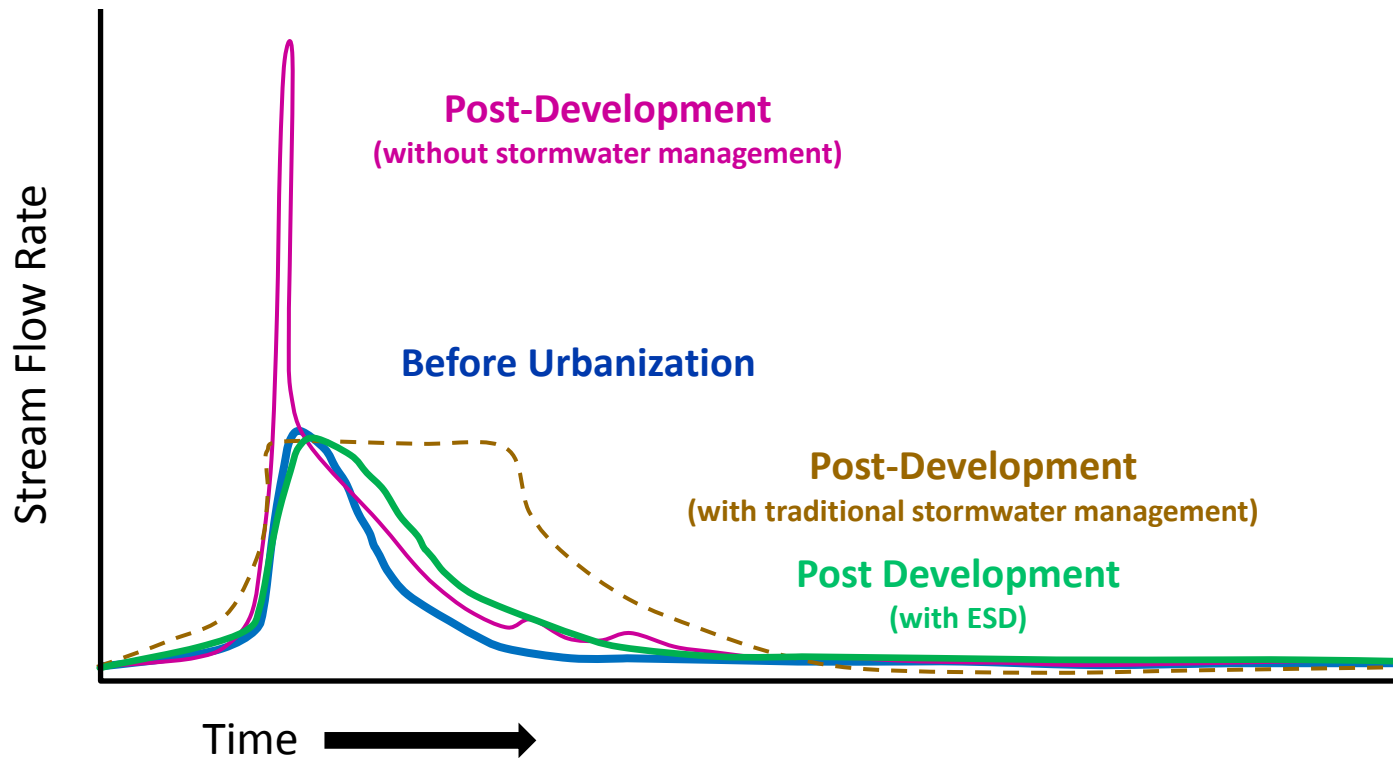 Post-Development
(without stormwater management)
Stream Flow Rate
Before Urbanization
Post-Development
(with traditional stormwater management)
Post Development
(with ESD)
Time